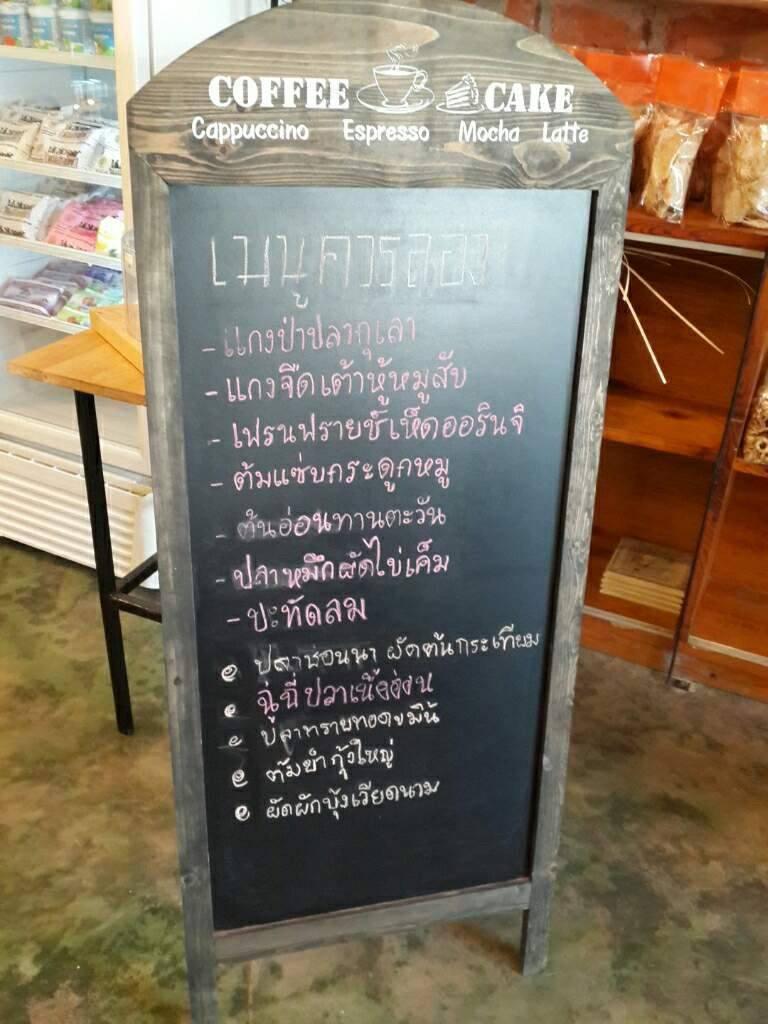 COFFEE CAKE
Cappuccino Espresso Mocha Latte
เมนูควรลอง
- แกงป่าปลากุเลา
- แกงจืดเต้าหู้หมูสับ
- เฟรนฟรายช์เห็ดออรินจิ
- ต้มแซ่บกระดูกหมู
- ต้นอ่อนทานตะวัน
- ปลาหมึกผัดไข่เค็ม
- ปะทัดลม
ปลาช่อนนา ผัดต้นกระเทียม
ฉู่ฉี่ปลาเนื้ออ่อน
ปลาทรายทอดขมิ้น
ต้มยำกุ้งใหญ่
ผัดผักบุ้งเวียดนาม